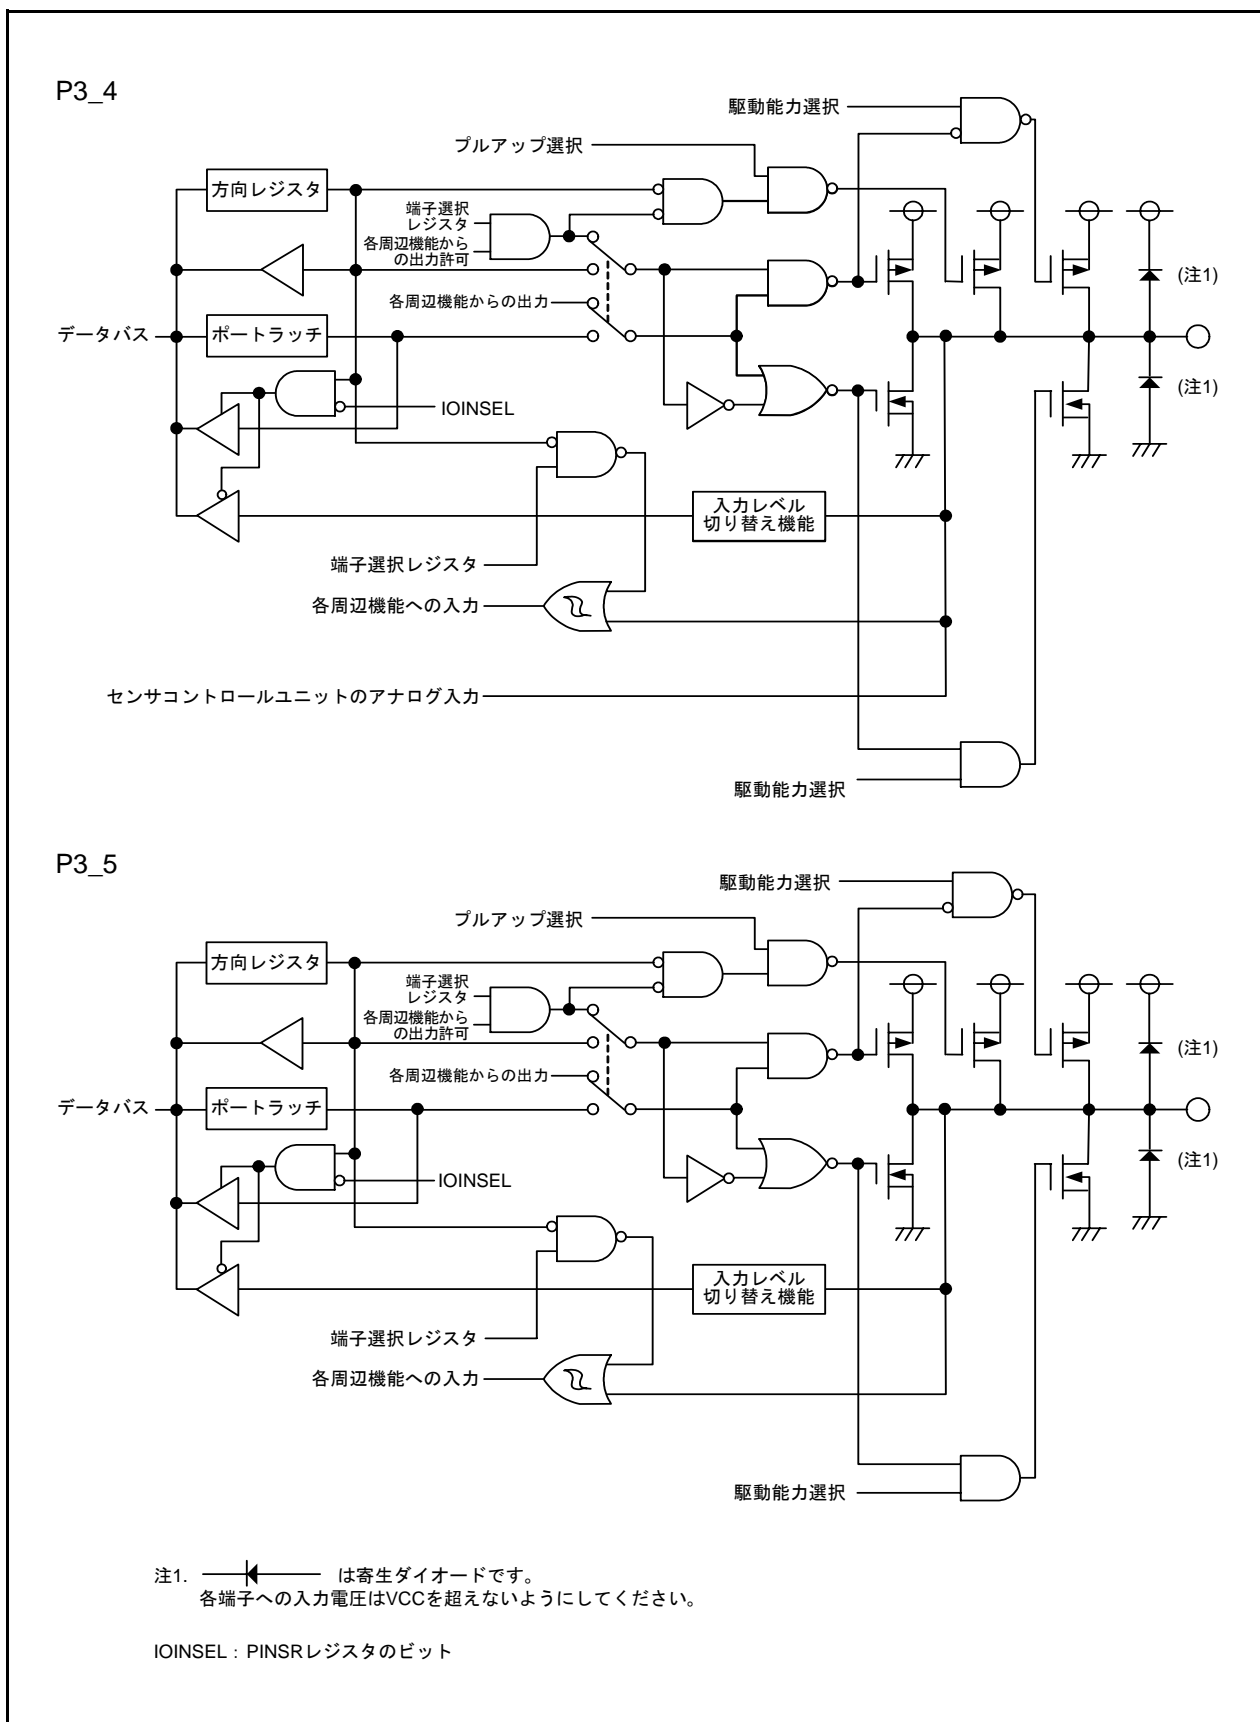 P3_4
駆動能力選択
プルアップ選択
方向レジスタ
端子選択
レジスタ
各周辺機能から
の出力許可
(注1)
各周辺機能からの出力
データバス
ポートラッチ
(注1)
IOINSEL
入力レベル
切り替え機能
端子選択レジスタ
各周辺機能への入力
センサコントロールユニットのアナログ入力
駆動能力選択
P3_5
駆動能力選択
プルアップ選択
方向レジスタ
端子選択
レジスタ
各周辺機能から
の出力許可
(注1)
各周辺機能からの出力
データバス
ポートラッチ
(注1)
IOINSEL
入力レベル
切り替え機能
端子選択レジスタ
各周辺機能への入力
駆動能力選択
注1. は寄生ダイオードです。
各端子への入力電圧はVCCを超えないようにしてください。
IOINSEL：PINSRレジスタのビット